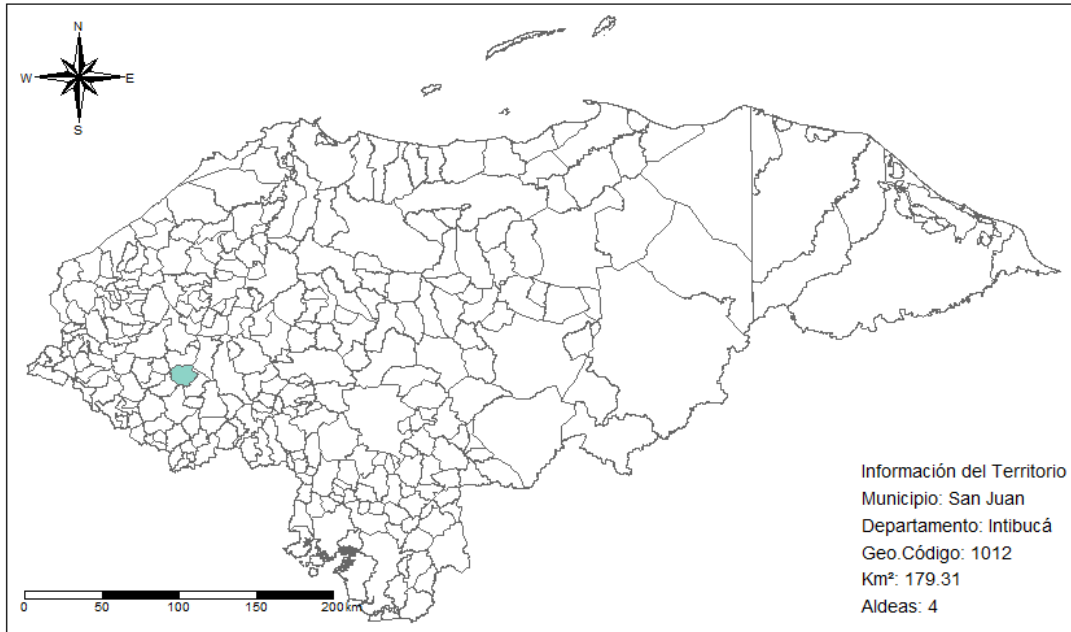 N
W E
S
Información del Territorio
Municipio: San Juan
Departamento: Intibucá
Geo.Código: 1012
Km²: 179.31
Aldeas: 4
0 50 100 150 200 km